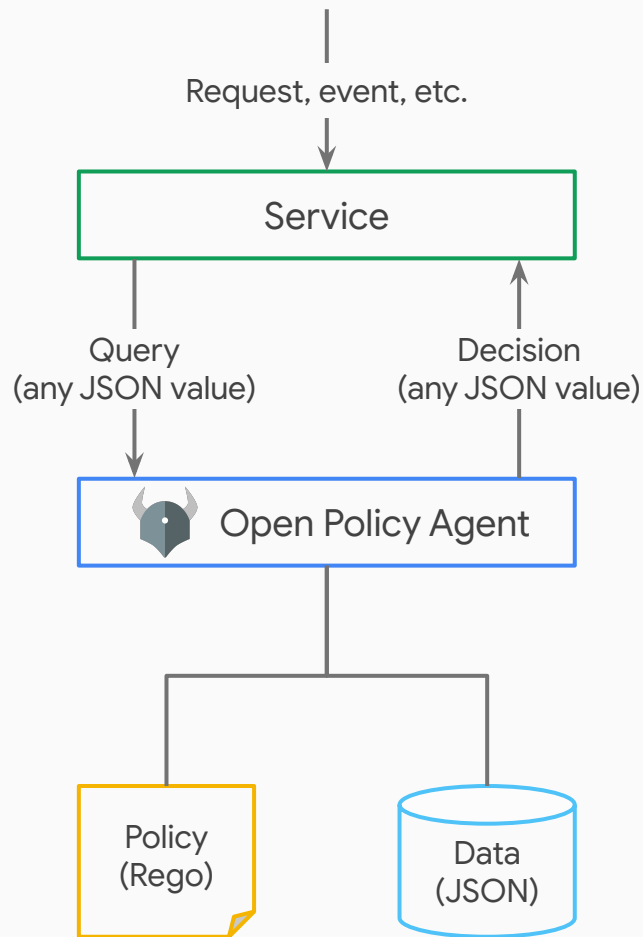 Request, event, etc.
Service
Query
(any JSON value)
Decision
(any JSON value)
Open Policy Agent
Policy
(Rego)
Data
(JSON)